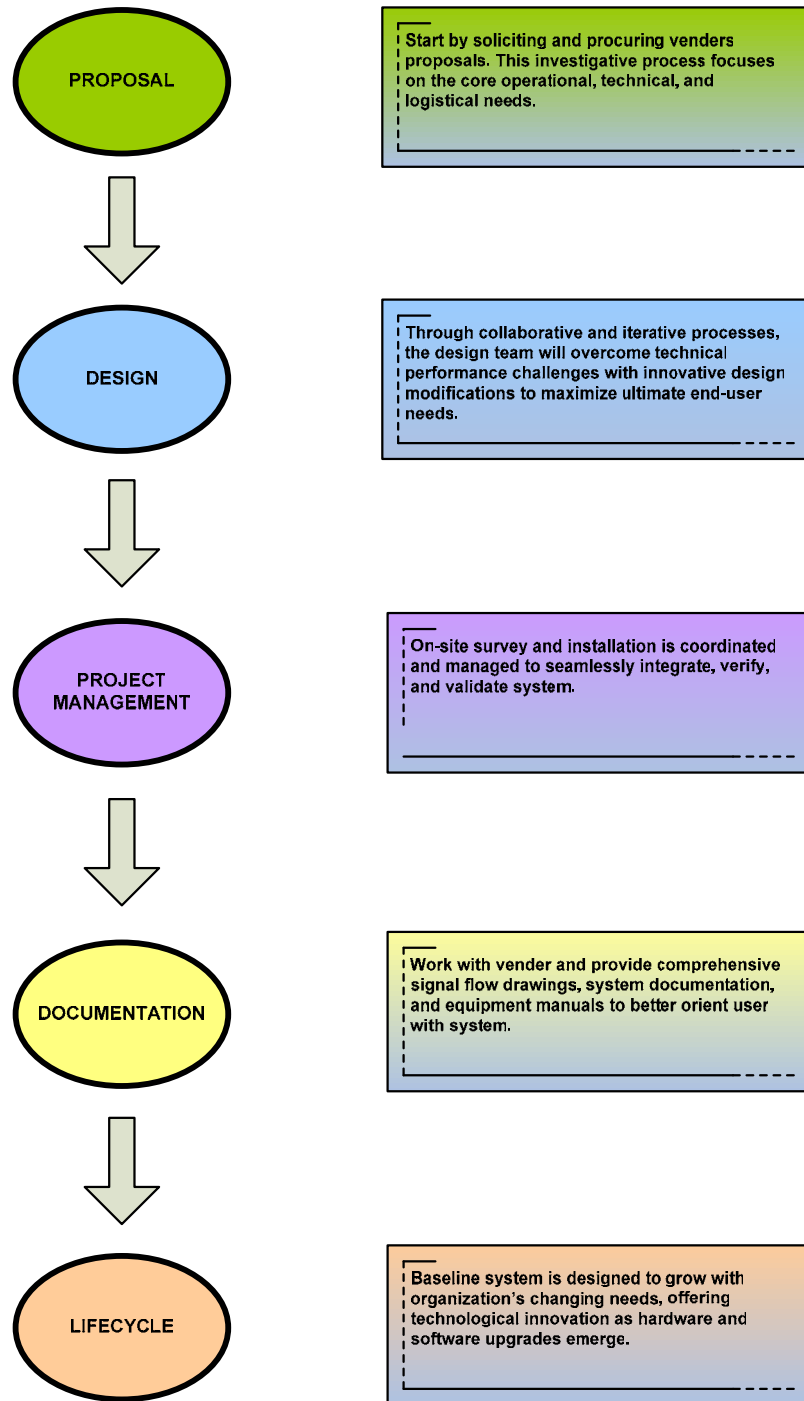 PROPOSAL
Start by soliciting and procuring venders
proposals. This investigative process focuses
on the core operational, technical, and
logistical needs.
DESIGN
Through collaborative and iterative processes,
the design team will overcome technical
performance challenges with innovative design
modifications to maximize ultimate end-user
needs.
PROJECT
MANAGEMENT
On-site survey and installation is coordinated
and managed to seamlessly integrate, verify,
and validate system.
DOCUMENTATION
Work with vender and provide comprehensive
signal flow drawings, system documentation,
and equipment manuals to better orient user
with system.
LIFECYCLE
Baseline system is designed to grow with
organization’s changing needs, offering
technological innovation as hardware and
software upgrades emerge.